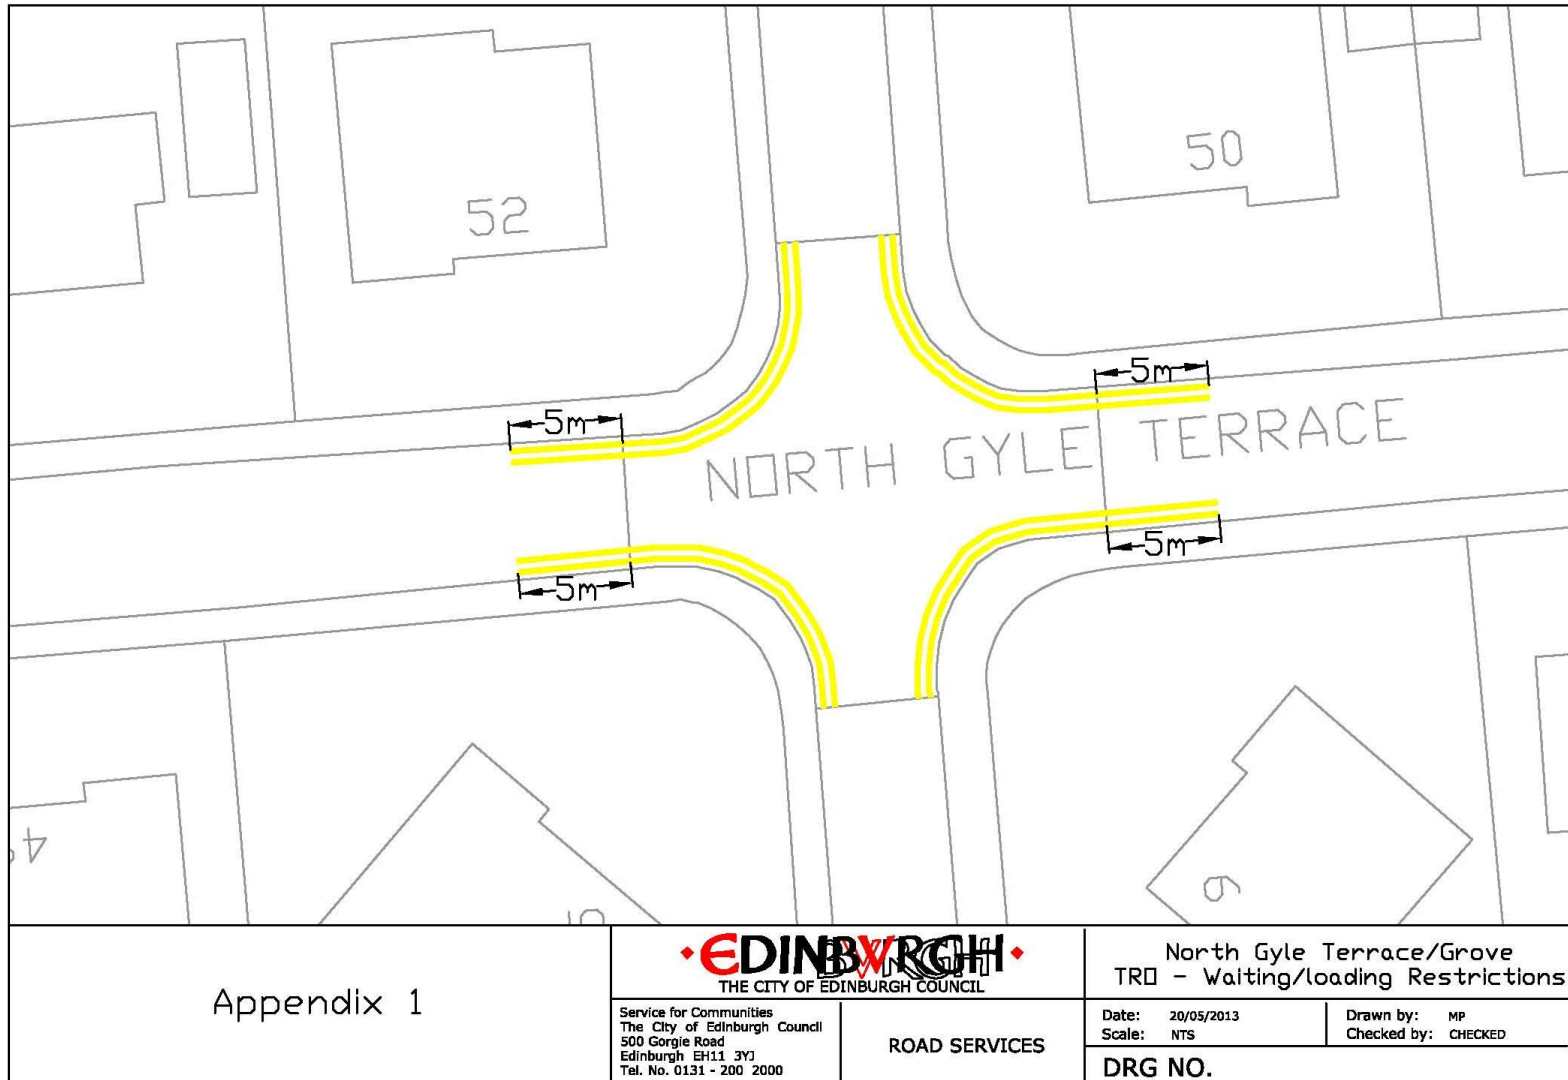 50
52
5m
5m
NORTH GYLE TERRACE
5m
5m
6
Appendix 1
EDINBVRGH
THE CITY OF EDINBURGH COUNCIL
Service for Communities
The City of Edinburgh Council
500 Gorgie Road
Edinburgh EH11 3YJ
Tel. No. 0131 - 200 2000
ROAD SERVICES
North Gyle Terrace/Grove
TRO - Waiting/loading Restrictions
Date: 20/05/2013
Scale: NTS
Drawn by: MP
Checked by: CHECKED
DRG NO.